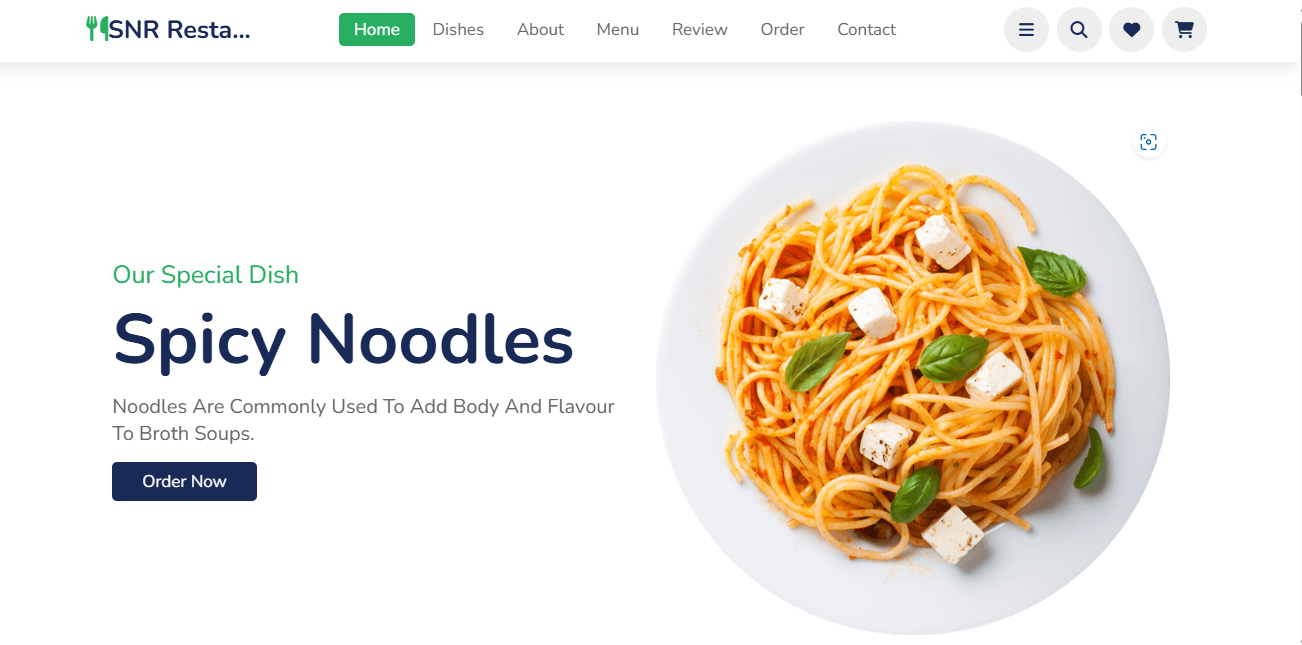 SNR Resta...
Home Dishes About Menu Review Order Contact
Our Special Dish
Spicy Noodles
Noodles Are Commonly Used To Add Body And Flavour
To Broth Soups.
Order Now